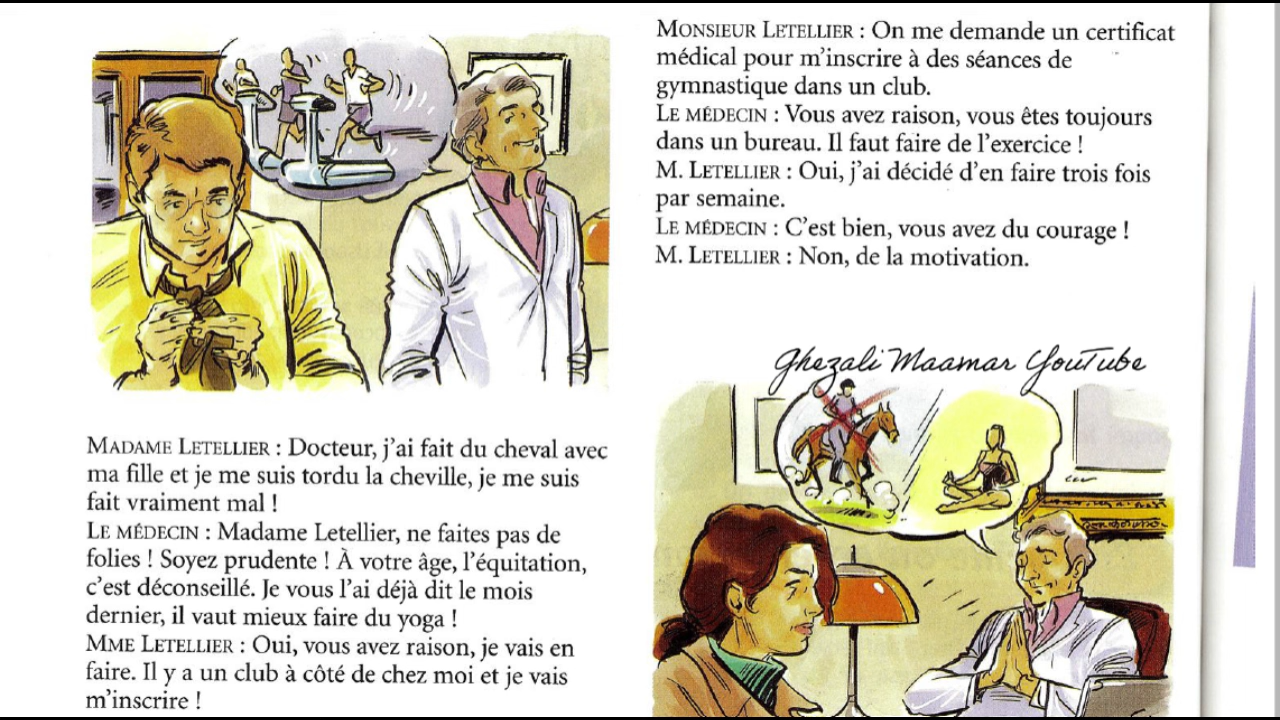 MONSIEUR LETELLIER : On me demande un certificat
médical pour m'inscrire à des séances de
gymnastique dans un club.
LE MÉDECIN : Vous avez raison, vous êtes toujours
dans un bureau. Il faut faire de l'exercice !
M. LETELLIER : Oui, j'ai décidé d'en faire trois fois
par semaine.
LE MÉDECIN : C'est bien, vous avez du courage !
M. LETELLIER : Non, de la motivation.
Ghezali Maamar YouTube
MADAME LETELLIER : Docteur, j'ai fait du cheval avec
ma fille et je me suis tordu la cheville, je me suis
fait vraiment mal !
LE MÉDECIN : Madame Letellier, ne faites pas de
folies ! Soyez prudente ! À votre âge, l'équitation,
c'est déconseillé. Je vous l'ai déjà dit le mois
dernier, il vaut mieux faire du yoga !
MME LETELLIER : Oui, vous avez raison, je vais en
faire. Il y a un club à côté de chez moi et je vais
m'inscrire !